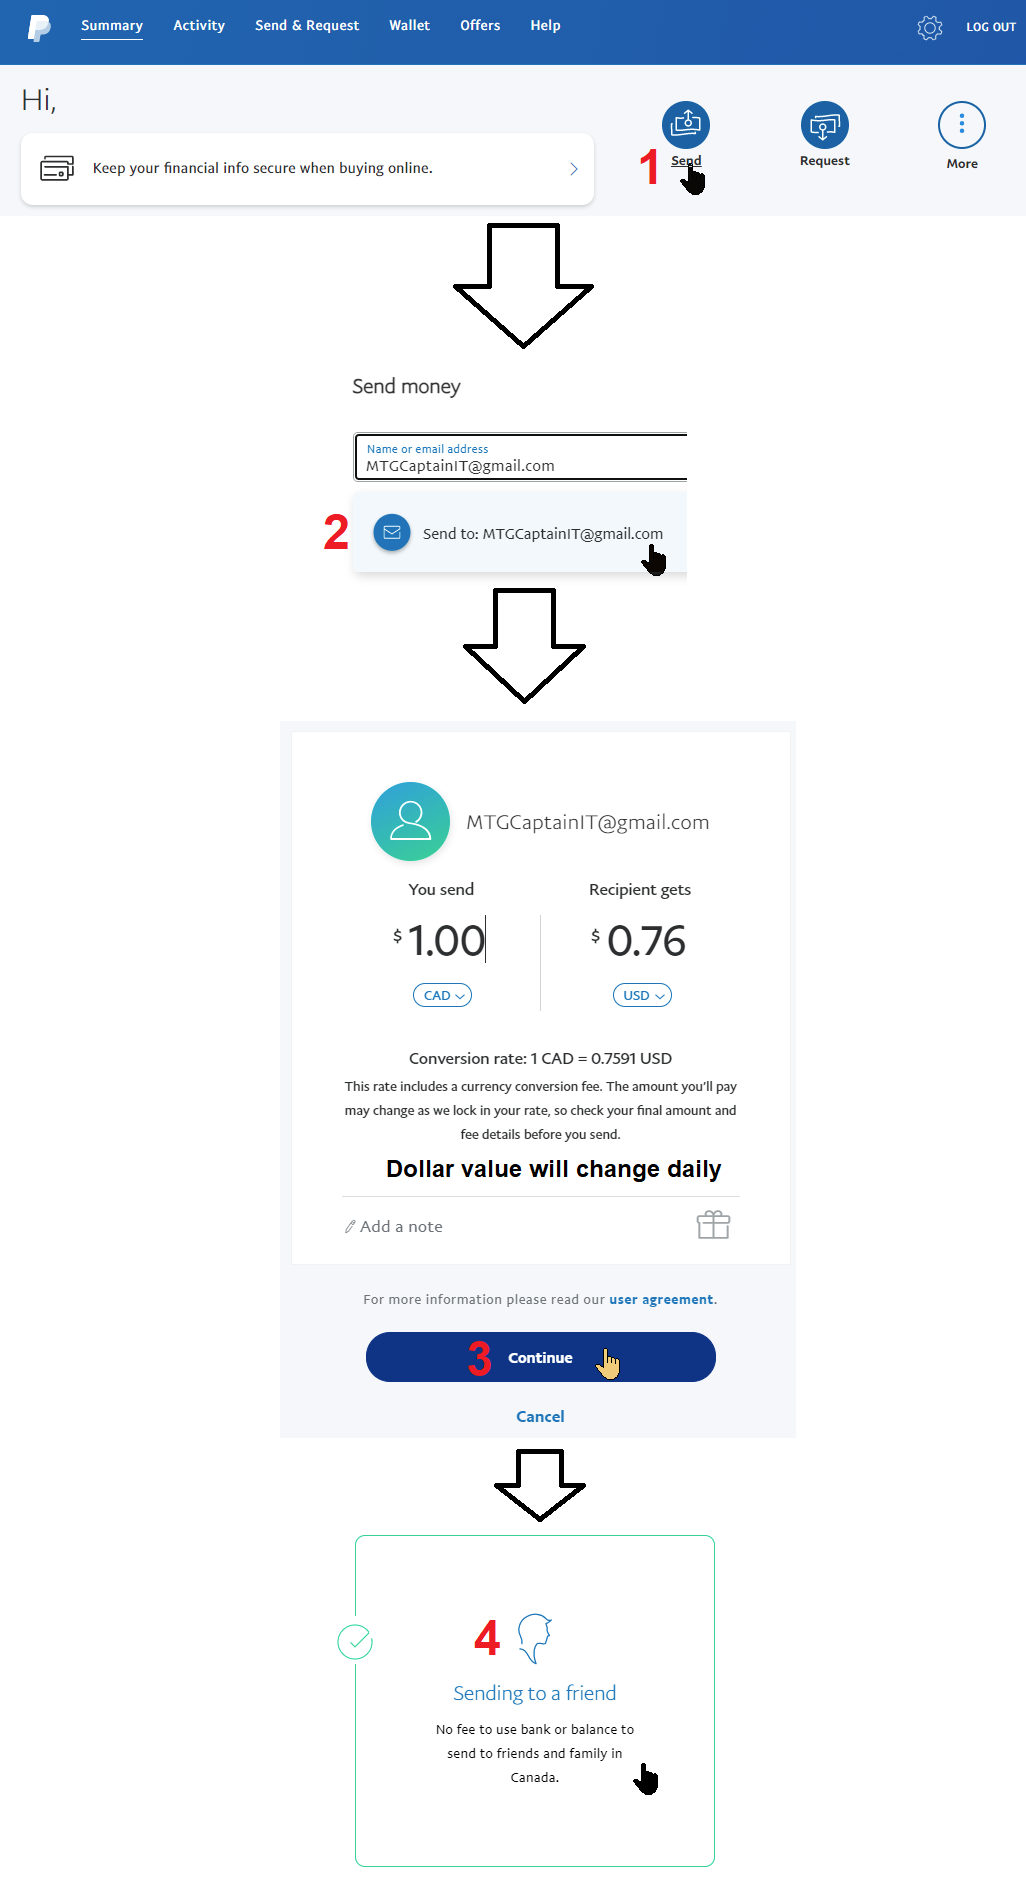 Summary Activity Send & Request Wallet Offers Help LOG OUT
Hi,
Keep your financial info secure when buying online.
1 Send Request More
Send money
Name or email address
MTGCaptainIT@gmail.com
2 Send to: MTGCaptainIT@gmail.com
MTGCaptainIT@gmail.com
You send Recipient gets
$ 1.00 $ 0.76
CAD USD
Conversion rate: 1 CAD = 0.7591 USD
This rate includes a currency conversion fee. The amount you'll pay
may change as we lock in your rate, so check your final amount and
fee details before you send.
Dollar value will change daily
Add a note
For more information please read our user agreement.
3 Continue
Cancel
4
Sending to a friend
No fee to use bank or balance to
send to friends and family in
Canada.